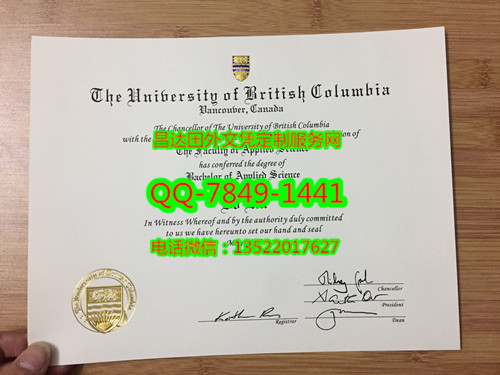 The University of British Columbia
Vancouver, Canada
The Chancellor of The University of British Columbia
昌达国外文凭定制服务网
with the
The Faculty of Applied Science
has conferred the degree of
Bachelor of Applied Science
QQ-7849-1441
In Witness Whereof and by the authority duly committed
to us we have hereunto set our hand and seal
电话微信：13522017627
Chancellor
President
Registrar
Dean